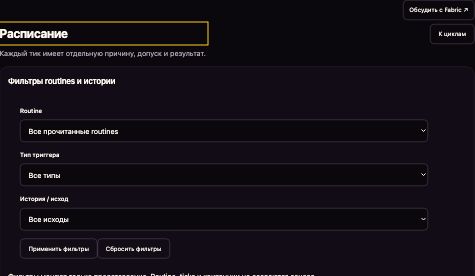 Обсудить с Fabric ↗
Расписание
К циклам
Каждый тик имеет отдельную причину, допуск и результат.
Фильтры routines и истории
Routine
Все прочитанные routines
Тип триггера
Все типы
История / исход
Все исходы
Применить фильтры
Сбросить фильтры